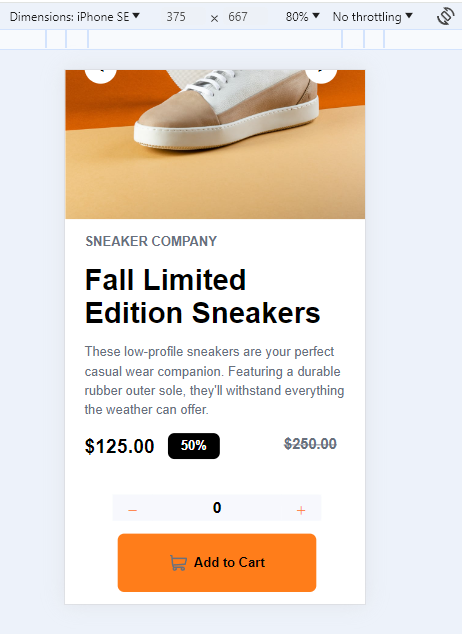 Dimensions: iPhone SE ▼ 375 × 667 80% ▼ No throttling ▼
SNEAKER COMPANY
Fall Limited
Edition Sneakers
These low-profile sneakers are your perfect
casual wear companion. Featuring a durable
rubber outer sole, they'll withstand everything
the weather can offer.
$125.00 50% $250.00
− 0 +
Add to Cart